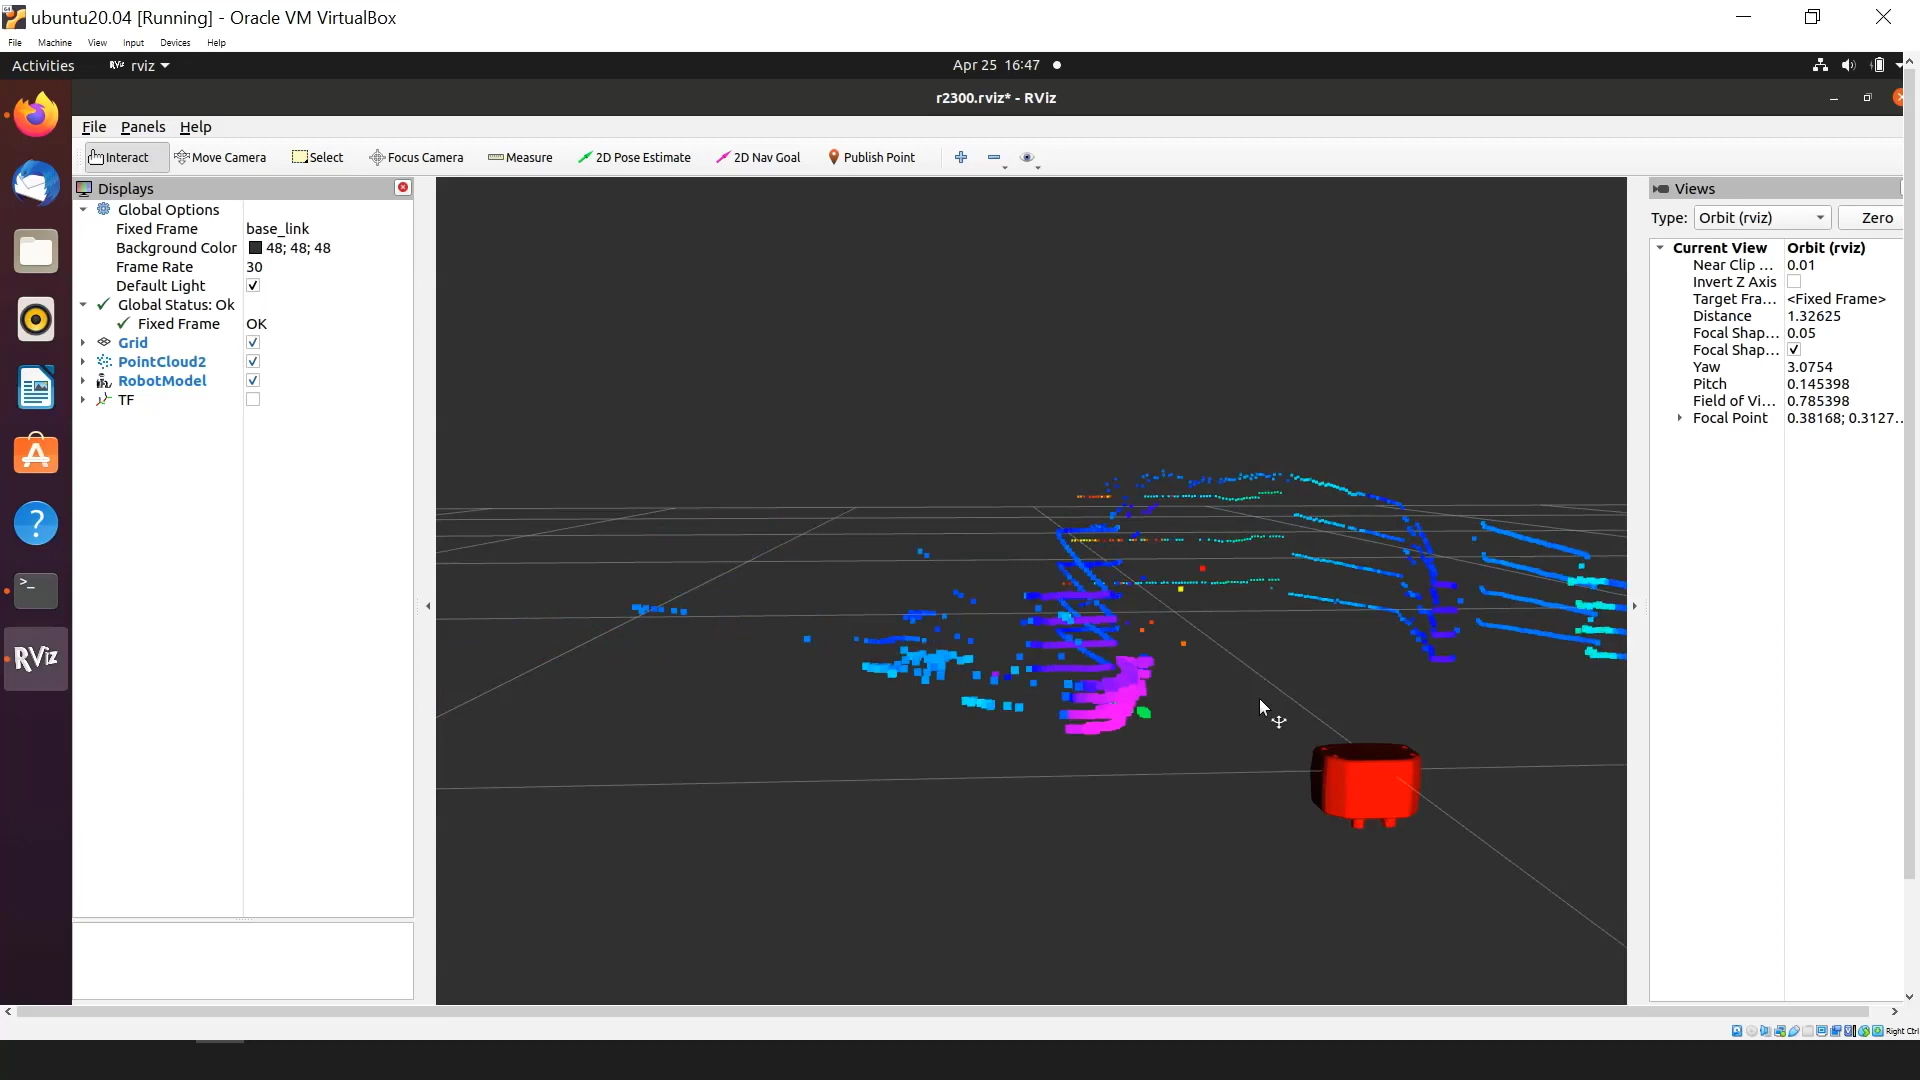 ubuntu20.04 [Running] - Oracle VM VirtualBox
File Machine View Input Devices Help
Activities RViz rviz Apr 25 16:47
r2300.rviz* - RViz
File Panels Help
Interact Move Camera Select Focus Camera Measure 2D Pose Estimate 2D Nav Goal Publish Point
Displays
Global Options
Fixed Frame base_link
Background Color 48; 48; 48
Frame Rate 30
Default Light
Global Status: Ok
Fixed Frame OK
Grid
PointCloud2
RobotModel
TF
Views
Type: Orbit (rviz) Zero
Current View Orbit (rviz)
Near Clip ... 0.01
Invert Z Axis
Target Fra... <Fixed Frame>
Distance 1.32625
Focal Shap... 0.05
Focal Shap...
Yaw 3.0754
Pitch 0.145398
Field of Vi... 0.785398
Focal Point 0.38168; 0.3127...
>_
?
RViz
Right Ctrl